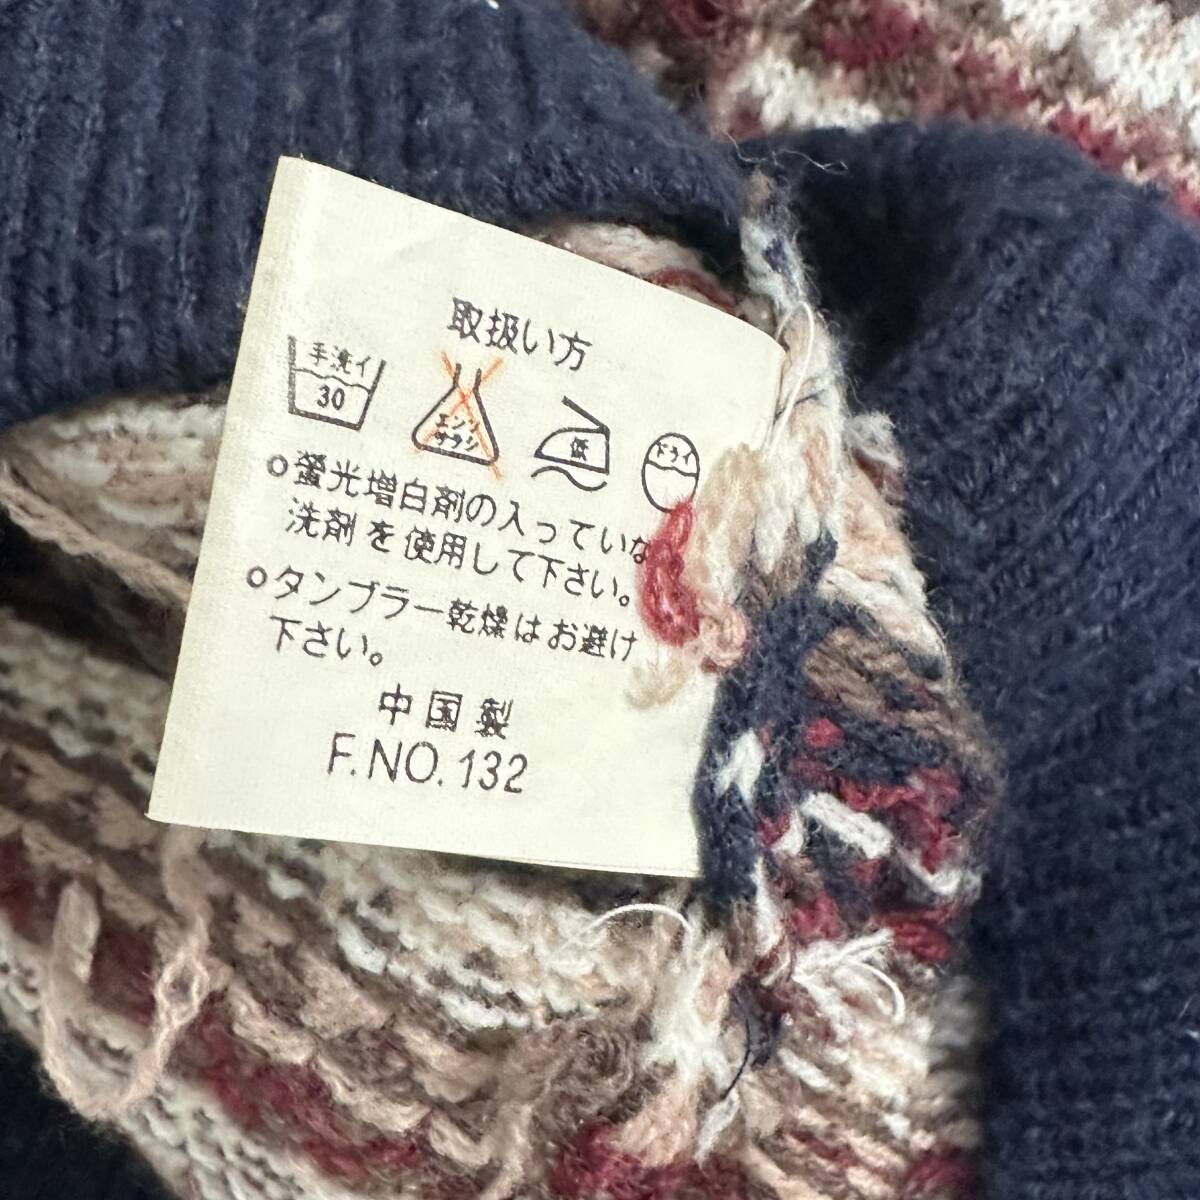 取扱い方
手洗イ
30
エンソ
サラシ
低
ドライ
螢光増白剤の入っていな
洗剤を使用して下さい。
タンブラー乾燥はお避け
下さい。
中国製
F.NO.132